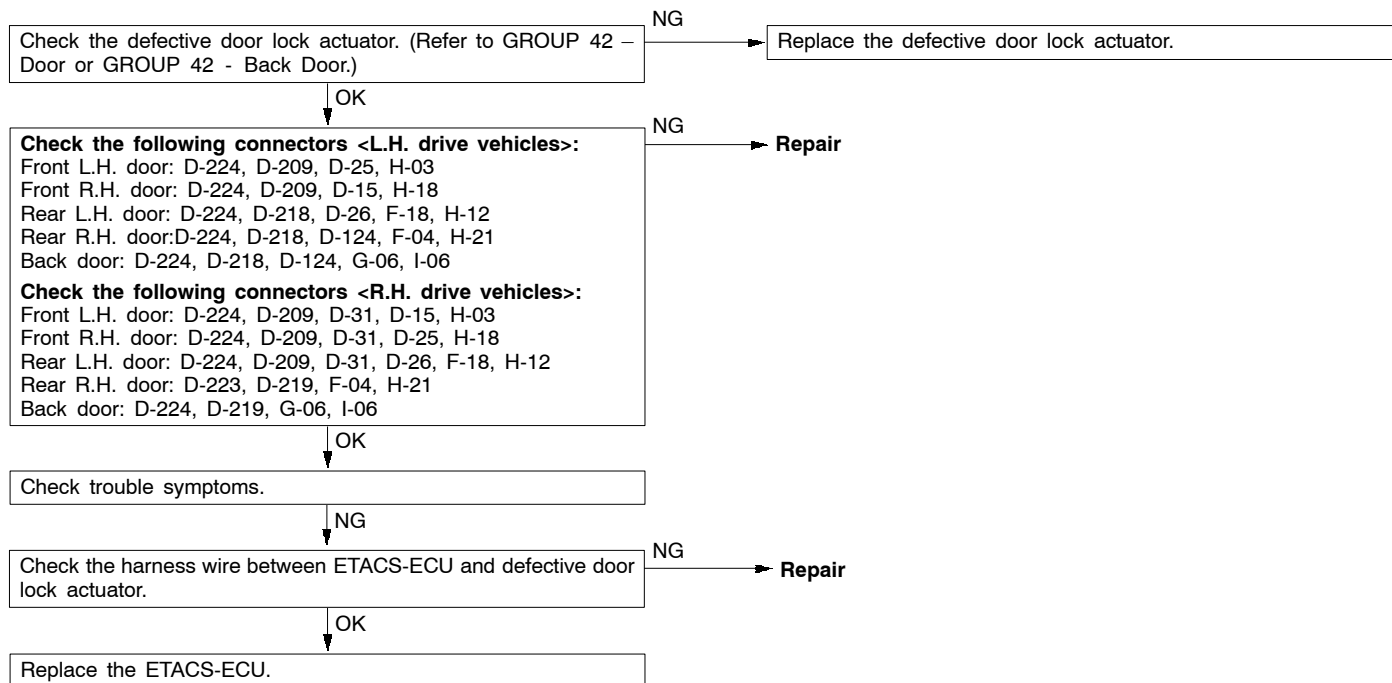 NG
Check the defective door lock actuator. (Refer to GROUP 42 –
Door or GROUP 42 - Back Door.)
Replace the defective door lock actuator.
OK
Check the following connectors <L.H. drive vehicles>:
Front L.H. door: D-224, D-209, D-25, H-03
Front R.H. door: D-224, D-209, D-15, H-18
Rear L.H. door: D-224, D-218, D-26, F-18, H-12
Rear R.H. door:D-224, D-218, D-124, F-04, H-21
Back door: D-224, D-218, D-124, G-06, I-06
Check the following connectors <R.H. drive vehicles>:
Front L.H. door: D-224, D-209, D-31, D-15, H-03
Front R.H. door: D-224, D-209, D-31, D-25, H-18
Rear L.H. door: D-224, D-209, D-31, D-26, F-18, H-12
Rear R.H. door: D-223, D-219, F-04, H-21
Back door: D-224, D-219, G-06, I-06
NG
Repair
OK
Check trouble symptoms.
NG
Check the harness wire between ETACS-ECU and defective door
lock actuator.
NG
Repair
OK
Replace the ETACS-ECU.